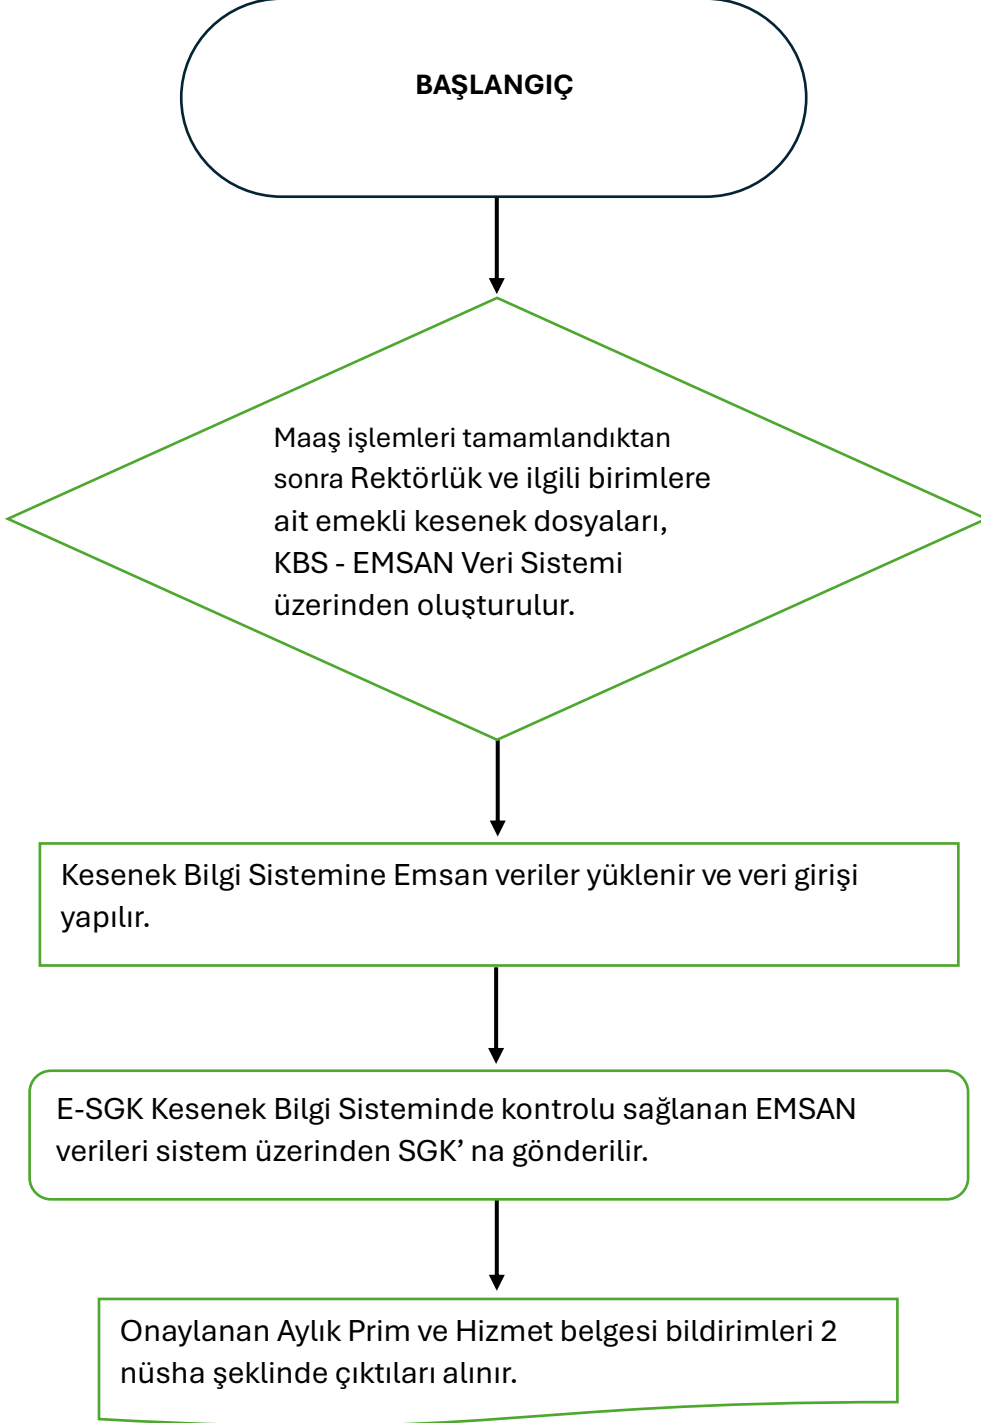 BAŞLANGIÇ
Maaş işlemleri tamamlandıktan
sonra Rektörlük ve ilgili birimlere
ait emekli kesenek dosyaları,
KBS - EMSAN Veri Sistemi
üzerinden oluşturulur.
Kesenek Bilgi Sistemine Emsan veriler yüklenir ve veri girişi
yapılır.
E-SGK Kesenek Bilgi Sisteminde kontrolu sağlanan EMSAN
verileri sistem üzerinden SGK’ na gönderilir.
Onaylanan Aylık Prim ve Hizmet belgesi bildirimleri 2
nüsha şeklinde çıktıları alınır.